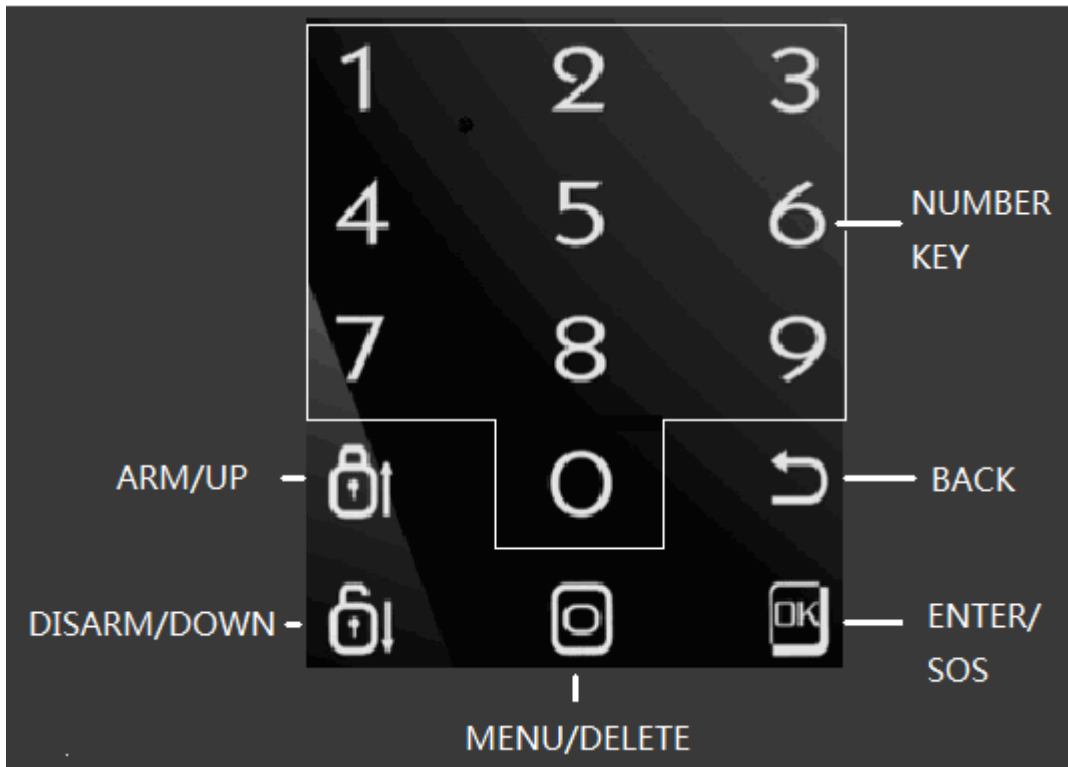 1 2 3
4 5 6
NUMBER
KEY
7 8 9
ARM/UP
0
BACK
DISARM/DOWN
OK
ENTER/
SOS
MENU/DELETE